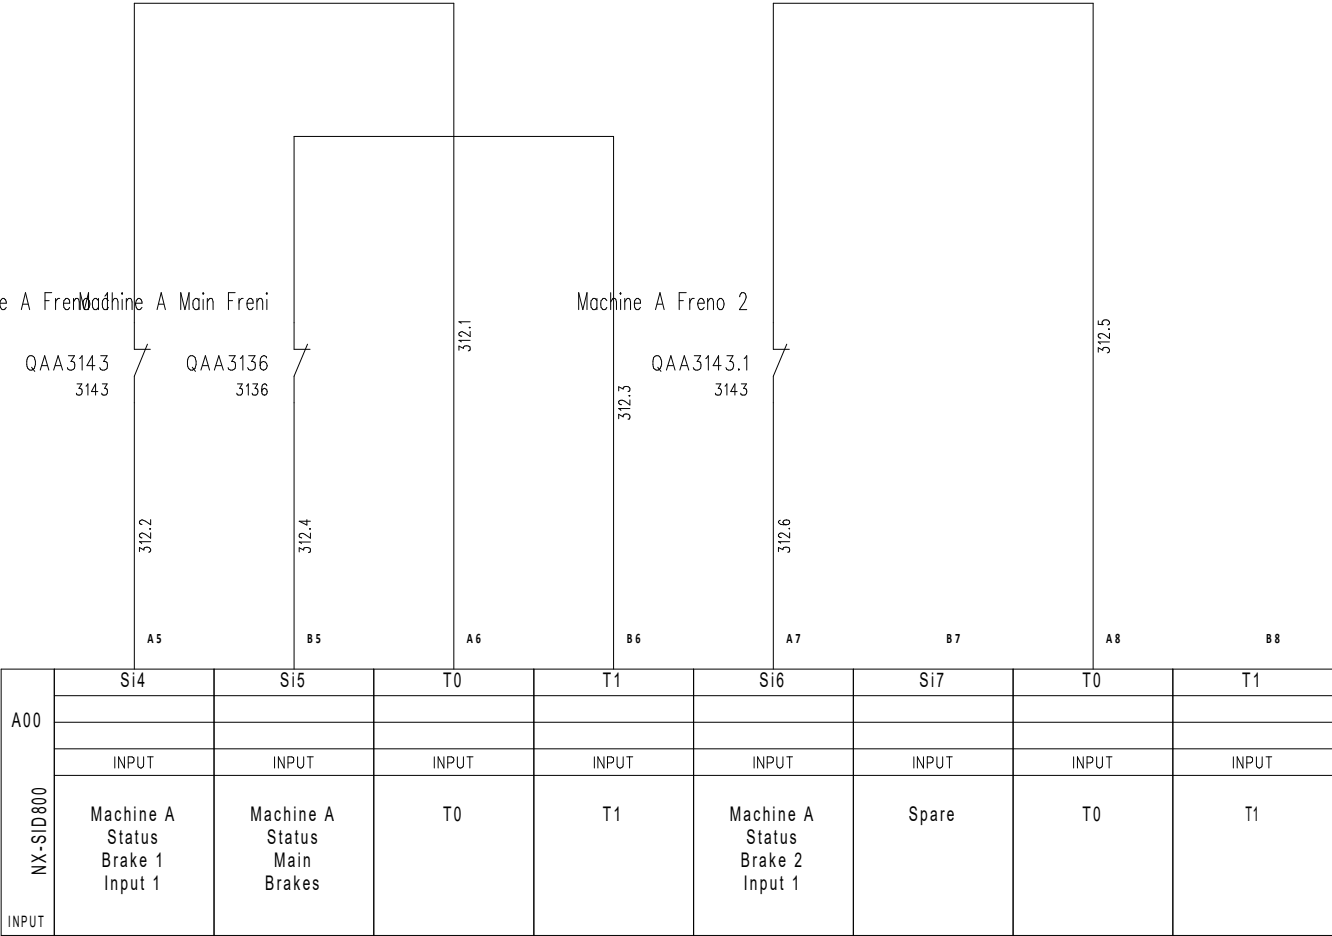 e A Freno 1
Machine A Main Freni
Machine A Freno 2
312.1
312.5
QAA3143
QAA3136
QAA3143.1
3143
3136
3143
312.3
312.2
312.4
312.6
A5
B5
A6
B6
A7
B7
A8
B8
Si4
Si5
T0
T1
Si6
Si7
T0
T1
A00
INPUT
INPUT
INPUT
INPUT
INPUT
INPUT
INPUT
INPUT
NX-SID800
INPUT
Machine A
Status
Brake 1
Input 1
Machine A
Status
Main
Brakes
T0
T1
Machine A
Status
Brake 2
Input 1
Spare
T0
T1